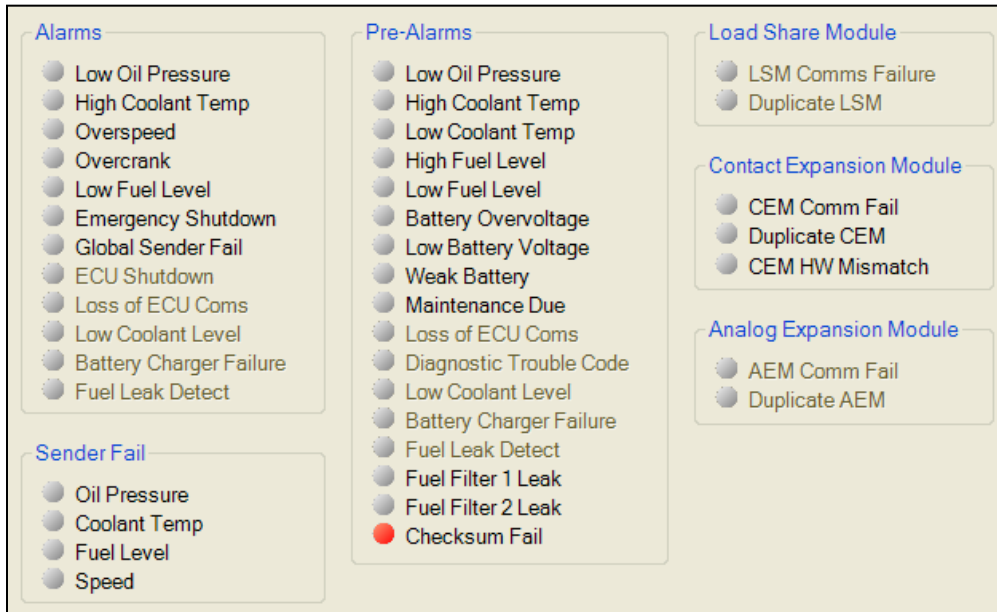 Alarms
Low Oil Pressure
High Coolant Temp
Overspeed
Overcrank
Low Fuel Level
Emergency Shutdown
Global Sender Fail
ECU Shutdown
Loss of ECU Coms
Low Coolant Level
Battery Charger Failure
Fuel Leak Detect
Sender Fail
Oil Pressure
Coolant Temp
Fuel Level
Speed
Pre-Alarms
Low Oil Pressure
High Coolant Temp
Low Coolant Temp
High Fuel Level
Low Fuel Level
Battery Overvoltage
Low Battery Voltage
Weak Battery
Maintenance Due
Loss of ECU Coms
Diagnostic Trouble Code
Low Coolant Level
Battery Charger Failure
Fuel Leak Detect
Fuel Filter 1 Leak
Fuel Filter 2 Leak
Checksum Fail
Load Share Module
LSM Comms Failure
Duplicate LSM
Contact Expansion Module
CEM Comm Fail
Duplicate CEM
CEM HW Mismatch
Analog Expansion Module
AEM Comm Fail
Duplicate AEM